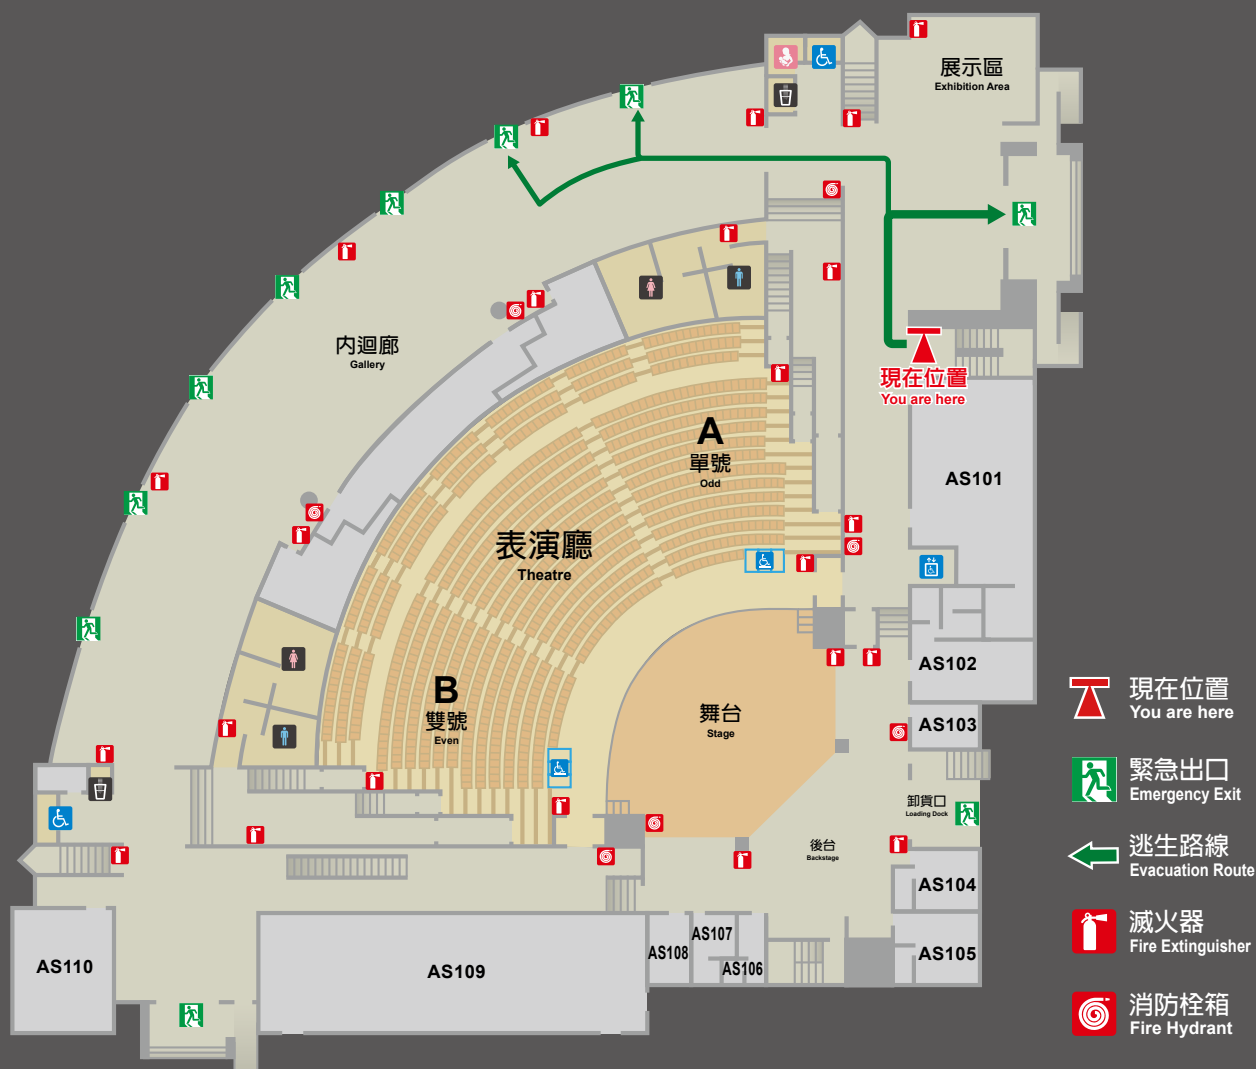 展示區
Exhibition Area
内迴廊
Gallery
現在位置
You are here
A
單號
Odd
AS101
表演廳
Theatre
AS102
B
雙號
Even
舞台
Stage
AS103
卸貨口
Loading Dock
後台
Backstage
AS104
AS105
AS106
AS107
AS108
AS109
AS110
現在位置
You are here
緊急出口
Emergency Exit
逃生路線
Evacuation Route
滅火器
Fire Extinguisher
消防栓箱
Fire Hydrant